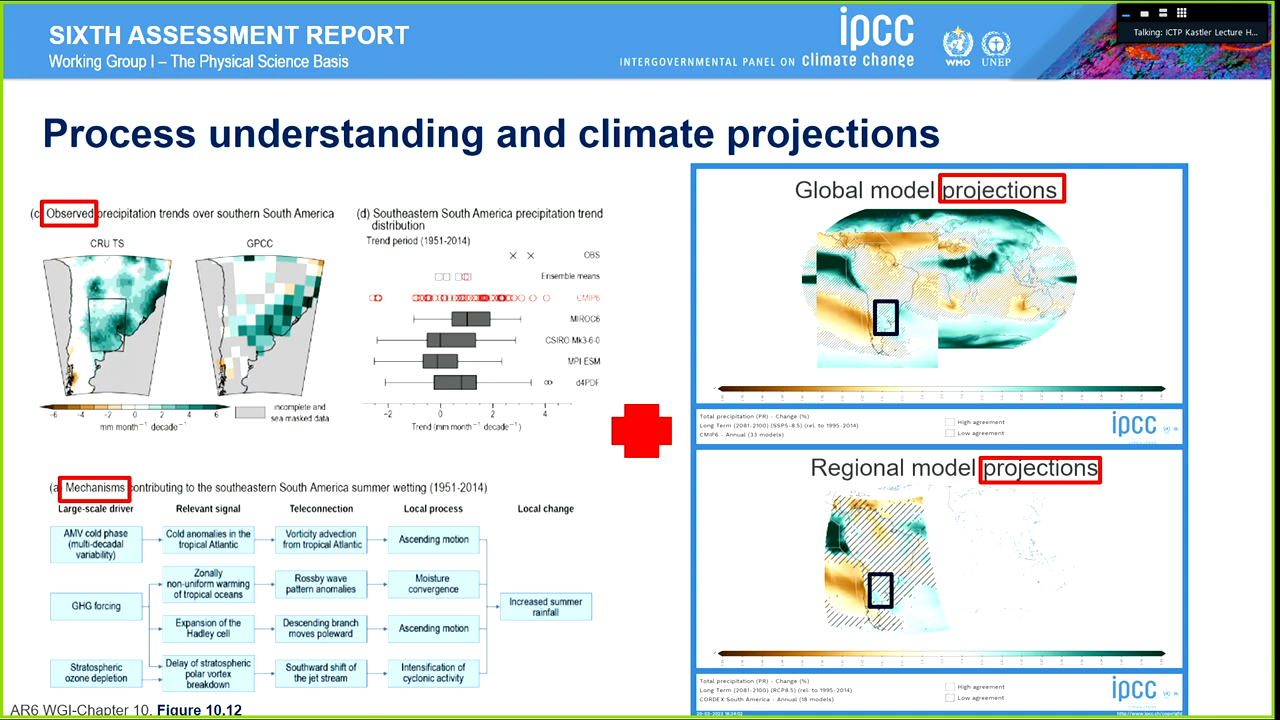 SIXTH ASSESSMENT REPORT
Working Group I – The Physical Science Basis
INTERGOVERNMENTAL PANEL ON climate change
ipcc
WMO
UNEP
Talking: ICTP Kastler Lecture H...
Process understanding and climate projections
(c Observed precipitation trends over southern South America
CRU TS
GPCC
-6 -4 -2 0 2 4 6
mm month⁻¹ decade⁻¹
incomplete and
sea masked data
(d) Southeastern South America precipitation trend
distribution
Trend period (1951-2014)
OBS
Ensemble means
CMIP6
MIROC6
CSIRO-Mk3-6-0
MPI-ESM
d4PDF
−2 0 2 4
Trend (mm month⁻¹ decade⁻¹)
(a Mechanisms contributing to the southeastern South America summer wetting (1951-2014)
Large-scale driver
Relevant signal
Teleconnection
Local process
Local change
AMV cold phase
(multi-decadal
variability)
Cold anomalies in the
tropical Atlantic
Vorticity advection
from tropical Atlantic
Ascending motion
GHG forcing
Zonally
non-uniform warming
of tropical oceans
Rossby wave
pattern anomalies
Moisture
convergence
Increased summer
rainfall
Expansion of the
Hadley cell
Descending branch
moves poleward
Ascending motion
Stratospheric
ozone depletion
Delay of stratospheric
polar vortex
breakdown
Southward shift of
the jet stream
Intensification of
cyclonic activity
AR6 WGI-Chapter 10, Figure 10.12
Global model projections
Total precipitation (PR) - Change (%)
Long Term (2081-2100) (SSP5-8.5) (rel. to 1995-2014)
CMIP6 - Annual (33 models)
High agreement
Low agreement
ipcc
Regional model projections
Total precipitation (PR) - Change (%)
Long Term (2081-2100) (RCP8.5) (rel. to 1995-2014)
CORDEX South America - Annual (18 models)
High agreement
Low agreement
ipcc